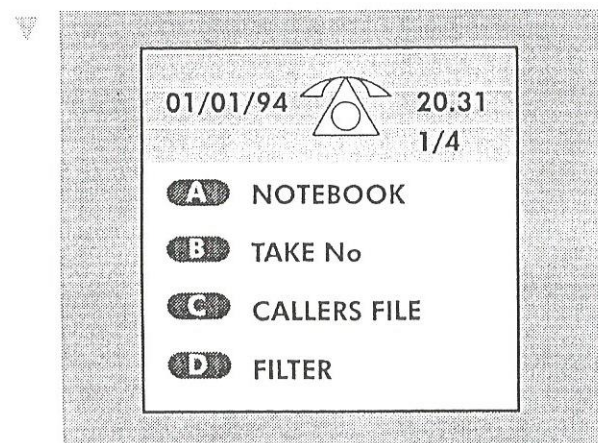 01/01/94 20.31
1/4
A NOTEBOOK
B TAKE No
C CALLERS FILE
D FILTER